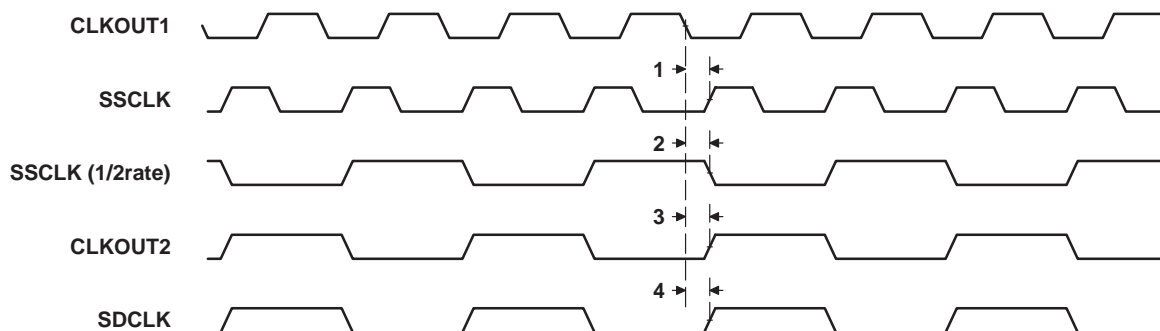 CLKOUT1
1
SSCLK
2
SSCLK (1/2rate)
3
CLKOUT2
4
SDCLK